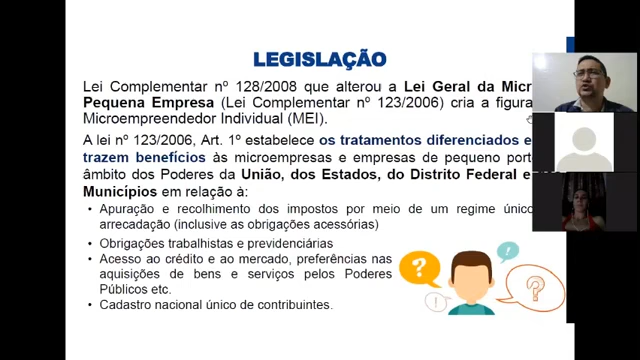 LEGISLAÇÃO
Lei Complementar nº 128/2008 que alterou a Lei Geral da Micr
Pequena Empresa (Lei Complementar nº 123/2006) cria a figura
Microempreendedor Individual (MEI).
A lei nº 123/2006, Art. 1º estabelece os tratamentos diferenciados e
trazem benefícios às microempresas e empresas de pequeno port
âmbito dos Poderes da União, dos Estados, do Distrito Federal e
Municípios em relação à:
• Apuração e recolhimento dos impostos por meio de um regime único
arrecadação (inclusive as obrigações acessórias)
• Obrigações trabalhistas e previdenciárias
• Acesso ao crédito e ao mercado, preferências nas
aquisições de bens e serviços pelos Poderes
Públicos etc.
• Cadastro nacional único de contribuintes.
? ! ! ?